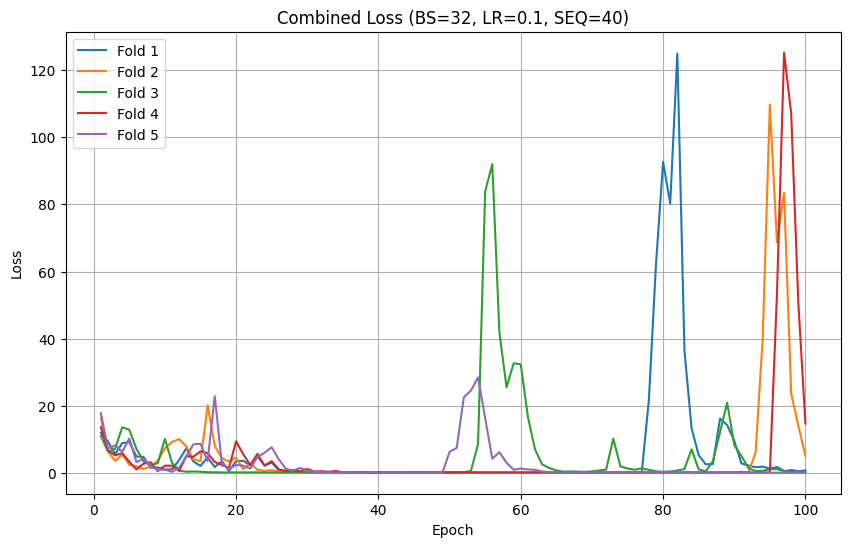 Combined Loss (BS=32, LR=0.1, SEQ=40)
Fold 1
Fold 2
Fold 3
Fold 4
Fold 5
Loss
120
100
80
60
40
20
0
0 20 40 60 80 100
Epoch